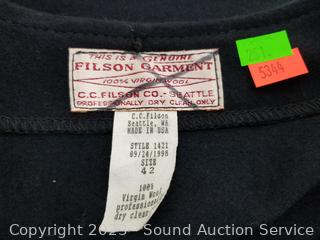 THIS IS A GENUINE
FILSON GARMENT
100% VIRGIN WOOL
C.C. FILSON CO. - SEATTLE
PROFESSIONALLY DRY CLEAN ONLY
251.
5344
C.C.Filson
Seattle, WA
MADE IN USA
STYLE 1421
09/24/1998
SIZE
42
100%
Virgin Wool
professional
dry clean
Copyright 2023 - Sound Auction Service